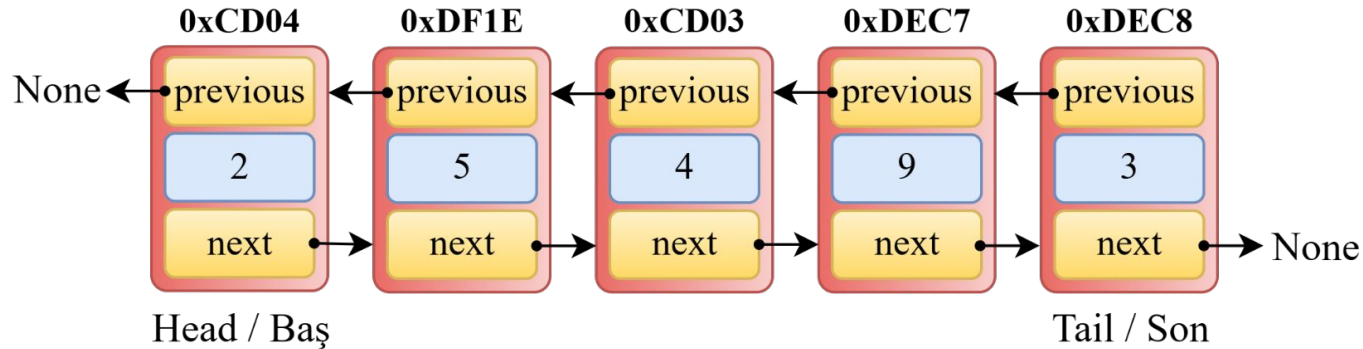 0xCD04 0xDF1E 0xCD03 0xDEC7 0xDEC8
None previous previous previous previous previous
2 5 4 9 3
next next next next next None
Head / Baş Tail / Son